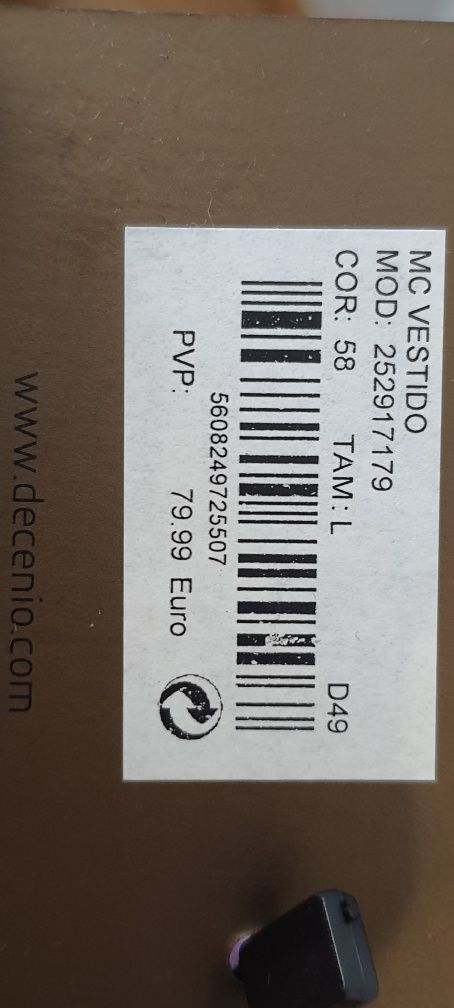 MC VESTIDO
MOD: 252917179
COR: 58 TAM: L D49
5608249725507
PVP: 79.99 Euro
www.decenio.com